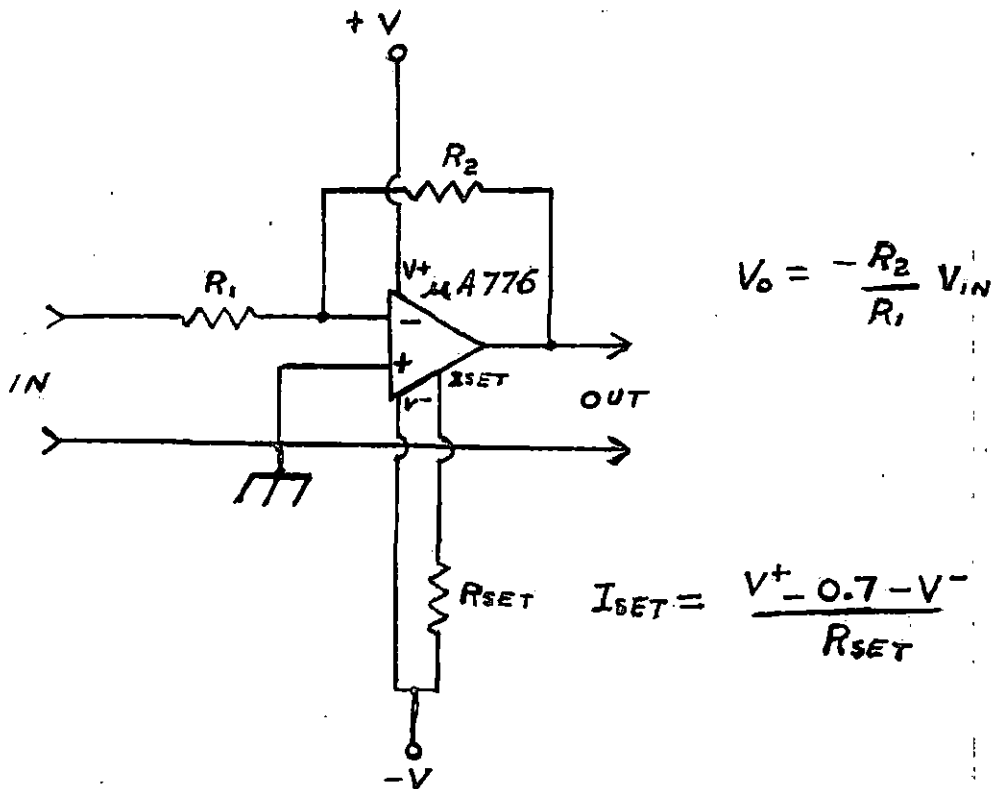 +V
R2
V+
μA776
R1
−
+
ISET
V-
IN
OUT
Vo = -R2/R1 VIN
RSET
ISET = V+ - 0.7 - V- / RSET
-V